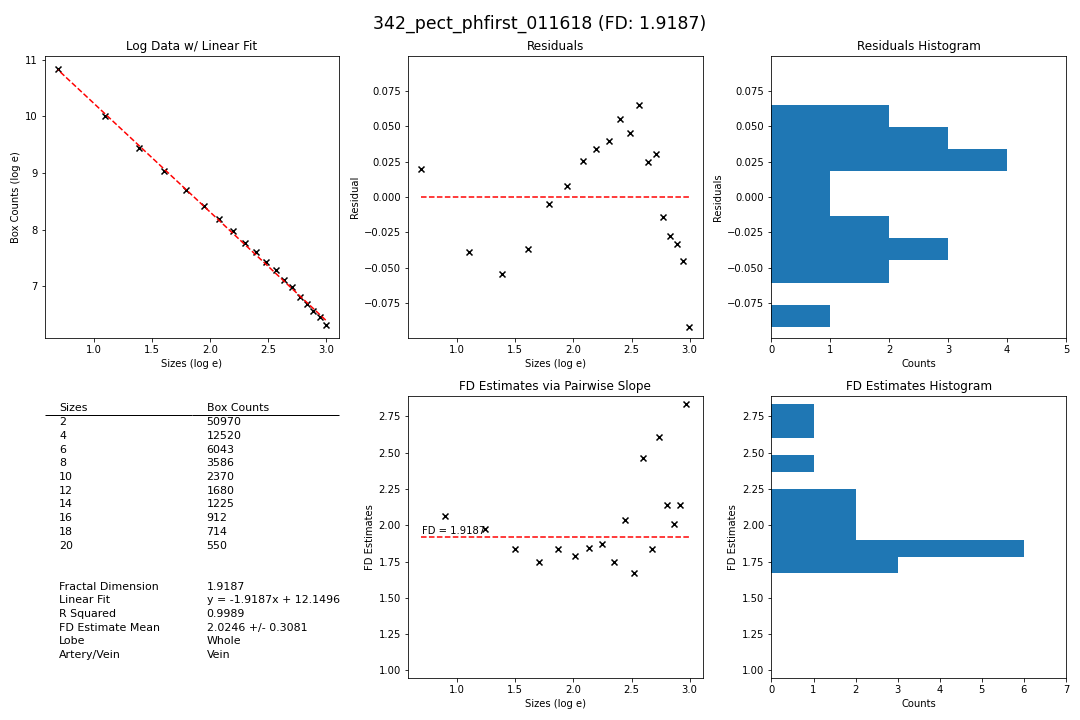 342_pect_phfirst_011618 (FD: 1.9187)
Log Data w/ Linear Fit
Box Counts (log e)
11
10
9
8
7
1.0 1.5 2.0 2.5 3.0
Sizes (log e)
Residuals
Residual
0.075
0.050
0.025
0.000
−0.025
−0.050
−0.075
1.0 1.5 2.0 2.5 3.0
Sizes (log e)
Residuals Histogram
Residuals
0.075
0.050
0.025
0.000
−0.025
−0.050
−0.075
0 1 2 3 4 5
Counts
Sizes Box Counts
2 50970
4 12520
6 6043
8 3586
10 2370
12 1680
14 1225
16 912
18 714
20 550
Fractal Dimension 1.9187
Linear Fit y = -1.9187x + 12.1496
R Squared 0.9989
FD Estimate Mean 2.0246 +/- 0.3081
Lobe Whole
Artery/Vein Vein
FD Estimates via Pairwise Slope
FD Estimates
2.75
2.50
2.25
2.00
1.75
1.50
1.25
1.00
FD = 1.9187
1.0 1.5 2.0 2.5 3.0
Sizes (log e)
FD Estimates Histogram
FD Estimates
2.75
2.50
2.25
2.00
1.75
1.50
1.25
1.00
0 1 2 3 4 5 6 7
Counts